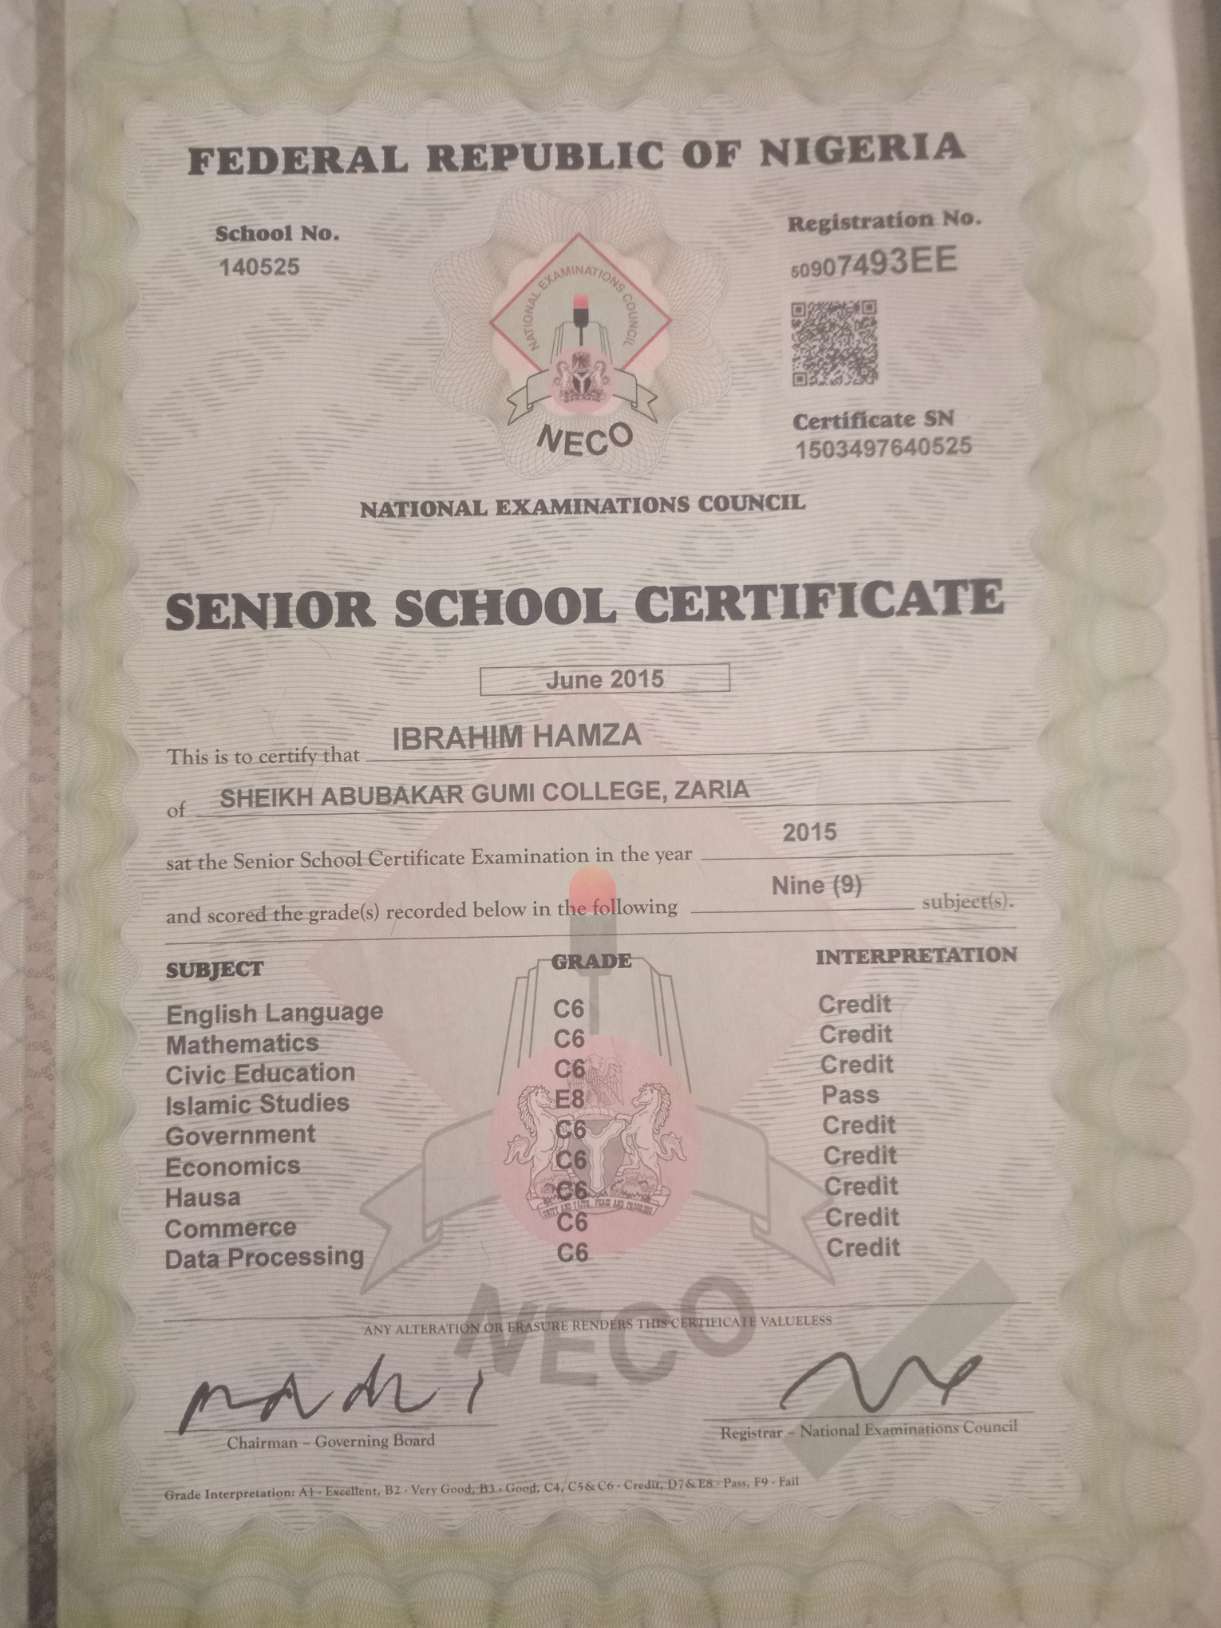 FEDERAL REPUBLIC OF NIGERIA
School No.
140525
Registration No.
50907493EE
NATIONAL EXAMINATIONS COUNCIL
NECO
Certificate SN
1503497640525
NATIONAL EXAMINATIONS COUNCIL
SENIOR SCHOOL CERTIFICATE
June 2015
This is to certify that IBRAHIM HAMZA
of SHEIKH ABUBAKAR GUMI COLLEGE, ZARIA
sat the Senior School Certificate Examination in the year 2015
and scored the grade(s) recorded below in the following Nine (9) subject(s).
SUBJECT GRADE INTERPRETATION
English Language C6 Credit
Mathematics C6 Credit
Civic Education C6 Credit
Islamic Studies E8 Pass
Government C6 Credit
Economics C6 Credit
Hausa C6 Credit
Commerce C6 Credit
Data Processing C6 Credit
NECO
ANY ALTERATION OR ERASURE RENDERS THIS CERTIFICATE VALUELESS
Chairman – Governing Board
Registrar – National Examinations Council
Grade Interpretation: A1 - Excellent, B2 - Very Good, B3 - Good, C4, C5 & C6 - Credit, D7 & E8 - Pass, F9 - Fail